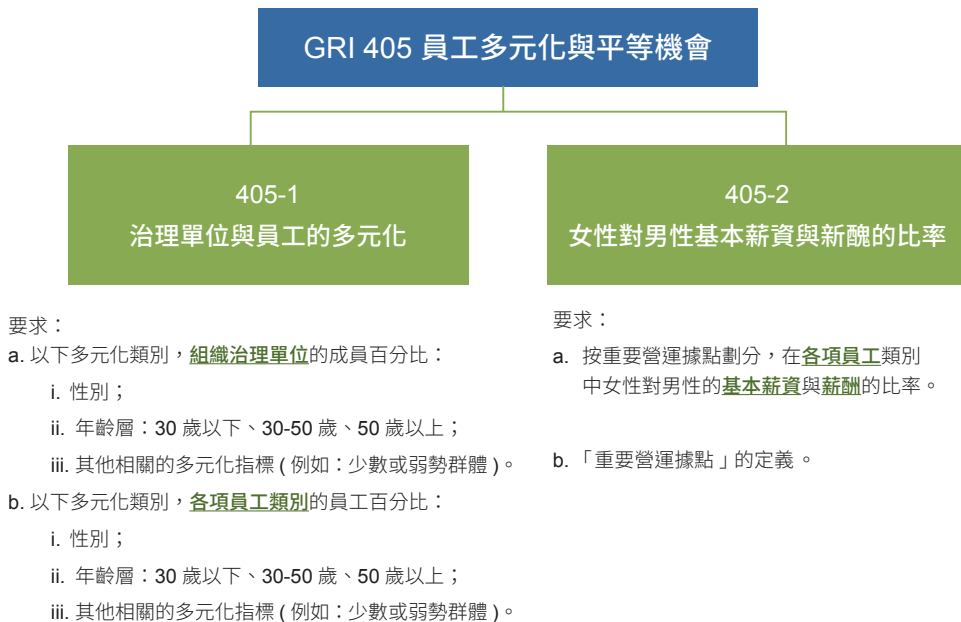 GRI 405 員工多元化與平等機會
405-1
治理單位與員工的多元化
要求：
a. 以下多元化類別，組織治理單位的成員百分比：
i. 性別；
ii. 年齡層：30 歲以下、30-50 歲、50 歲以上；
iii. 其他相關的多元化指標 ( 例如：少數或弱勢群體 )。
b. 以下多元化類別，各項員工類別的員工百分比：
i. 性別；
ii. 年齡層：30 歲以下、30-50 歲、50 歲以上；
iii. 其他相關的多元化指標 ( 例如：少數或弱勢群體 )。
405-2
女性對男性基本薪資與新醜的比率
要求：
a. 按重要營運據點劃分，在各項員工類別
中女性對男性的基本薪資與薪酬的比率。
b. 「重要營運據點」的定義。